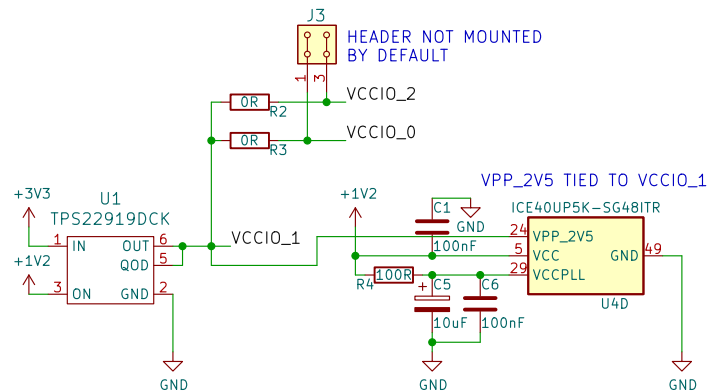 J3
HEADER NOT MOUNTED
BY DEFAULT
1
3
0R
R2
VCCIO_2
0R
R3
VCCIO_0
VPP_2V5 TIED TO VCCIO_1
+3V3
U1
TPS22919DCK
+1V2
C1
GND
100nF
ICE40UP5K-SG48ITR
1
IN
OUT
6
VCCIO_1
24
VPP_2V5
+1V2
QOD
5
5
VCC
GND
49
3
ON
GND
2
R4
100R
29
VCCPLL
+
C5
C6
U4D
10uF
100nF
GND
GND
GND